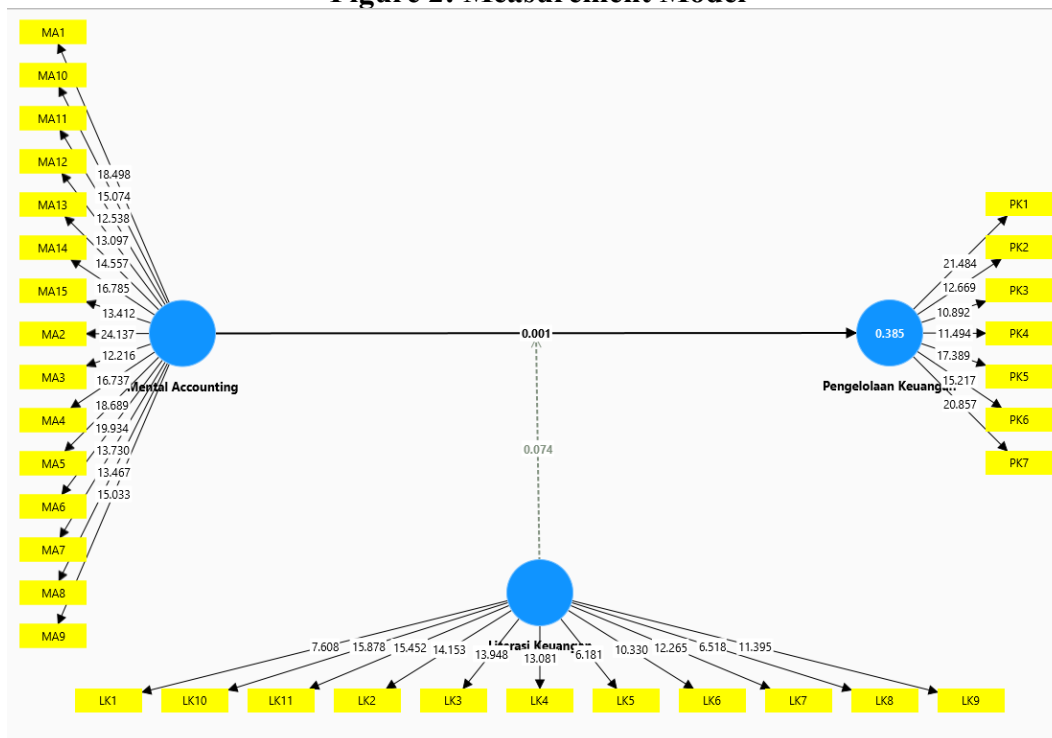 Figure 2: Measurement Model
MA1
MA10
MA11
MA12
MA13
MA14
MA15
MA2
MA3
MA4
MA5
MA6
MA7
MA8
MA9
18.498
15.074
12.538
13.097
14.557
16.785
13.412
24.137
12.216
16.737
18.689
19.934
13.730
13.467
15.033
Mental Accounting
0.001
0.074
0.385
Pengelolaan Keuangan
21.484
12.669
10.892
11.494
17.389
15.217
20.857
PK1
PK2
PK3
PK4
PK5
PK6
PK7
Literasi Keuangan
7.608
15.878
15.452
14.153
13.948
13.081
6.181
10.330
12.265
6.518
11.395
LK1
LK10
LK11
LK2
LK3
LK4
LK5
LK6
LK7
LK8
LK9